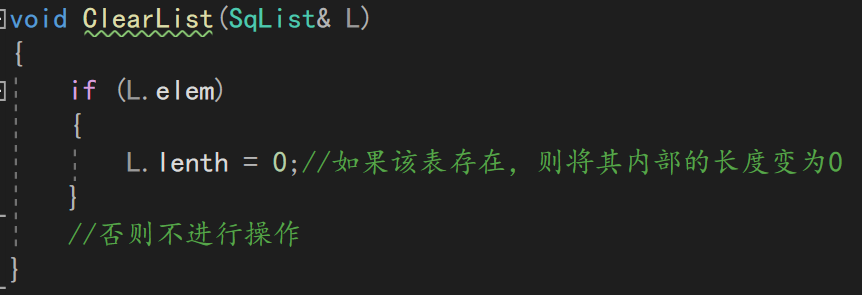 void ClearList(SqList& L)
{
if (L.elem)
{
L.lenth = 0;//如果该表存在，则将其内部的长度变为0
}
//否则不进行操作
}